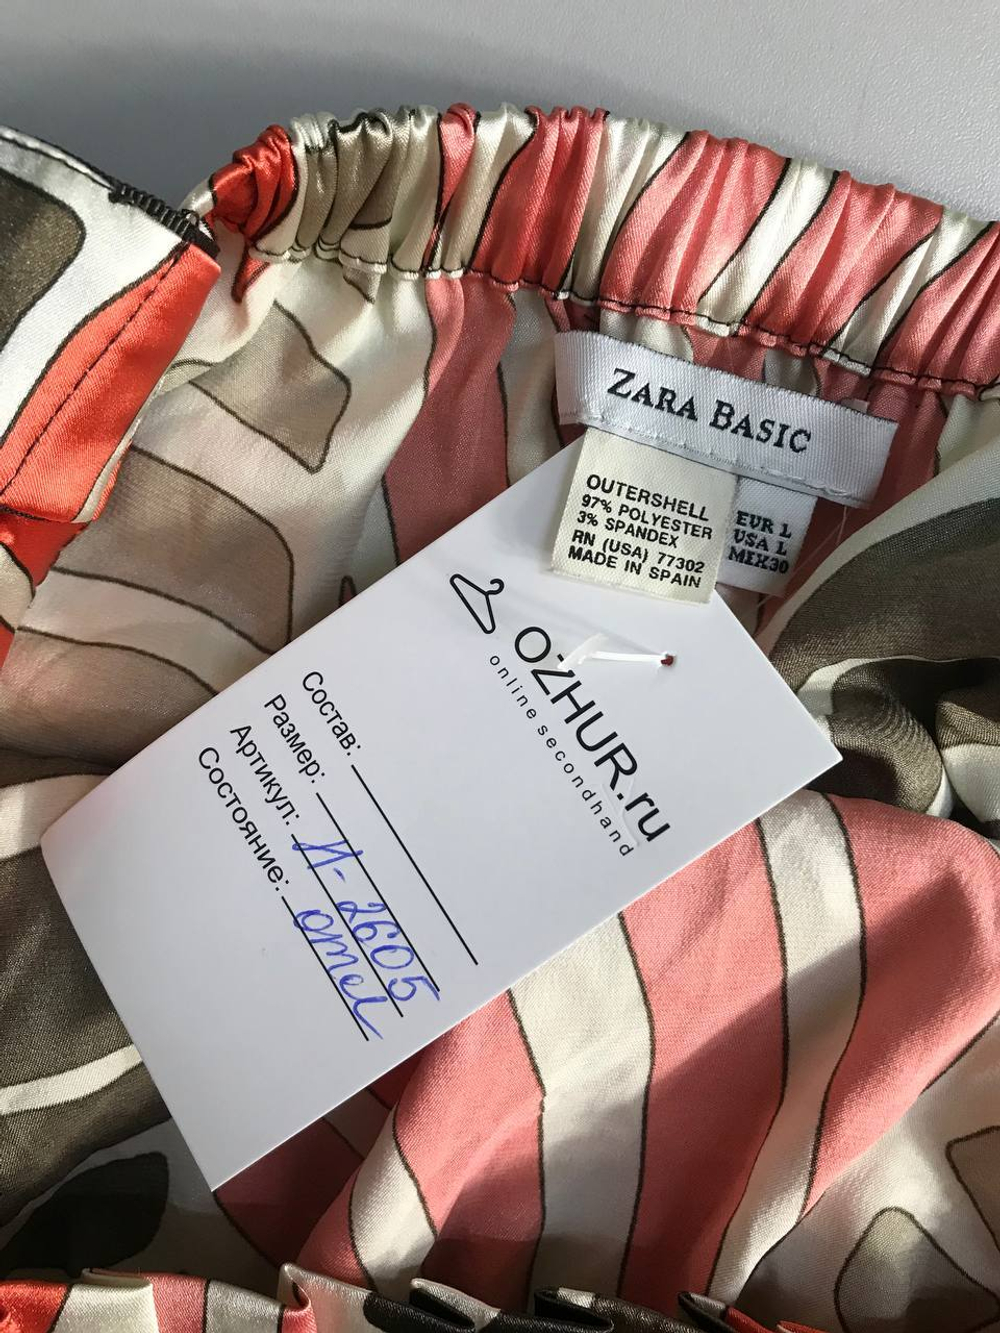 ZARA BASIC
OUTERSHELL
97% POLYESTER
3% SPANDEX
RN (USA) 77302
MADE IN SPAIN
EUR L
USA L
MEX30
OZHUR.ru
online secondhand
Состав:
Размер:
Артикул: И-2605
Состояние: отл